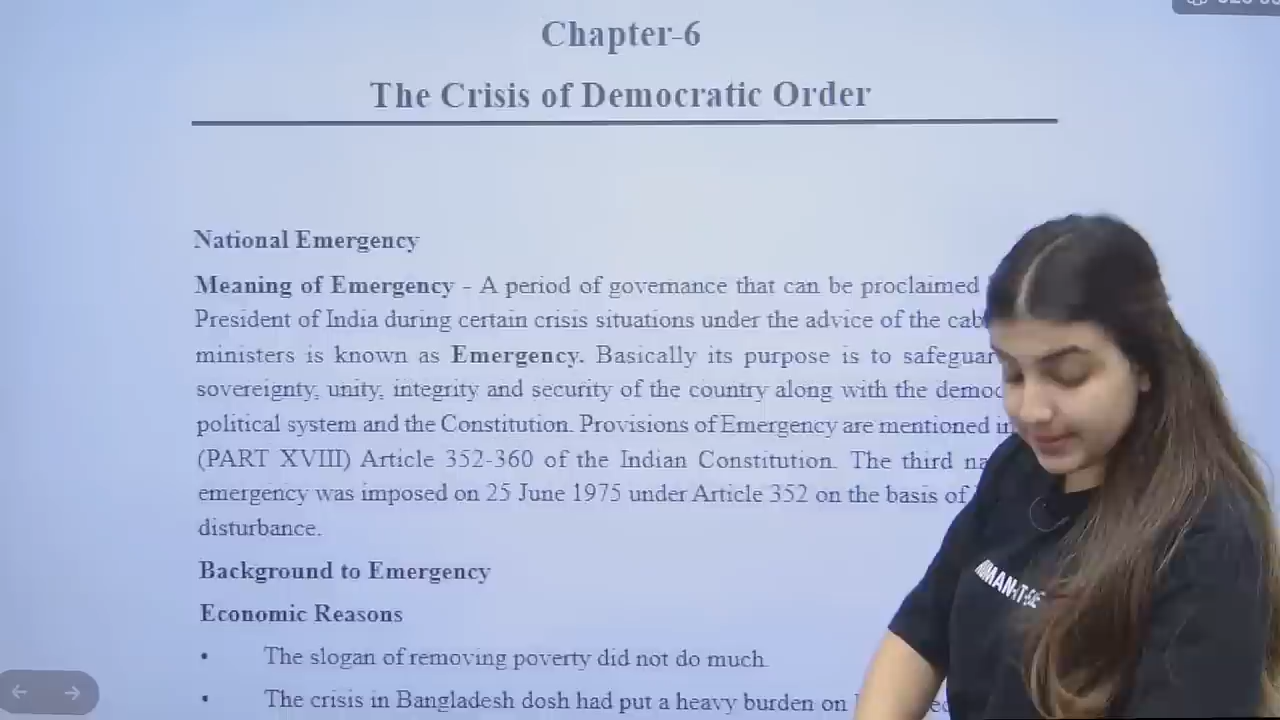 Chapter-6
The Crisis of Democratic Order
National Emergency
Meaning of Emergency - A period of governance that can be proclaimed
President of India during certain crisis situations under the advice of the cab
ministers is known as Emergency. Basically its purpose is to safeguar
sovereignty, unity, integrity and security of the country along with the democ
political system and the Constitution. Provisions of Emergency are mentioned in
(PART XVIII) Article 352-360 of the Indian Constitution. The third na
emergency was imposed on 25 June 1975 under Article 352 on the basis of
disturbance.
Background to Emergency
Economic Reasons
• The slogan of removing poverty did not do much.
• The crisis in Bangladesh dosh had put a heavy burden on